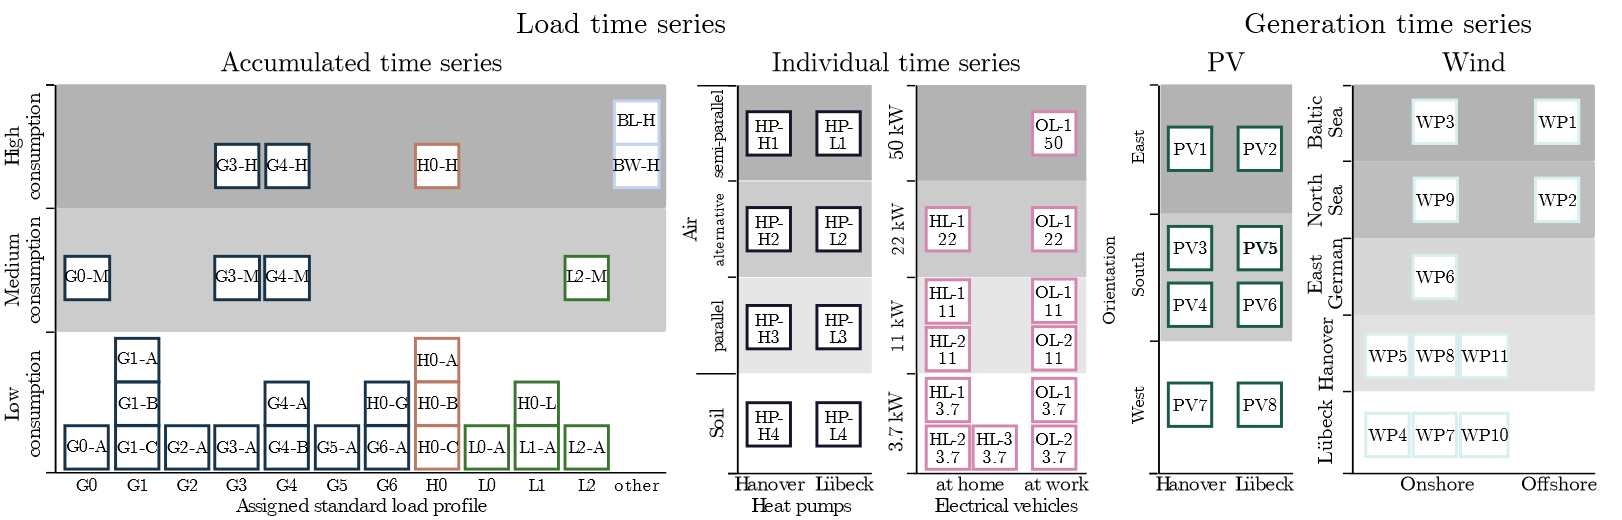 Load time series
Generation time series
Accumulated time series
Individual time series
PV
Wind
High
consumption
BL-H
G3-H G4-H H0-H BW-H
Medium
consumption
G0-M G3-M G4-M L2-M
Low
consumption
G1-A H0-A
G1-B G4-A H0-G H0-B H0-L
G0-A G1-C G2-A G3-A G4-B G5-A G6-A H0-C L0-A L1-A L2-A
G0 G1 G2 G3 G4 G5 G6 H0 L0 L1 L2 other
Assigned standard load profile
Air
semi-parallel
HP-
H1
HP-
L1
alternative
HP-
H2
HP-
L2
parallel
HP-
H3
HP-
L3
Soil
HP-
H4
HP-
L4
Hanover Lübeck
Heat pumps
50 kW
OL-1
50
22 kW
HL-1
22
OL-1
22
11 kW
HL-1
11
OL-1
11
HL-2
11
OL-2
11
3.7 kW
HL-1
3.7
OL-1
3.7
HL-2
3.7
HL-3
3.7
OL-2
3.7
at home at work
Electrical vehicles
Orientation
East
PV1 PV2
South
PV3 PV5
PV4 PV6
West
PV7 PV8
Hanover Lübeck
Baltic
Sea
WP3 WP1
North
Sea
WP9 WP2
East
German
WP6
Hanover
WP5 WP8 WP11
Lübeck
WP4 WP7 WP10
Onshore Offshore